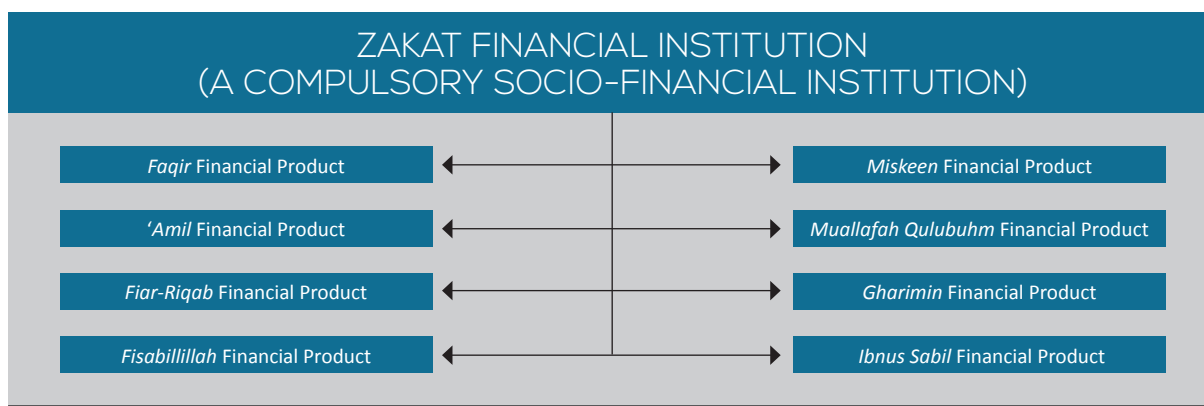 ZAKAT FINANCIAL INSTITUTION
(A COMPULSORY SOCIO-FINANCIAL INSTITUTION)
Faqir Financial Product
Miskeen Financial Product
‘Amil Financial Product
Muallafah Qulubuhm Financial Product
Fiar-Riqab Financial Product
Gharimin Financial Product
Fisabillillah Financial Product
Ibnus Sabil Financial Product